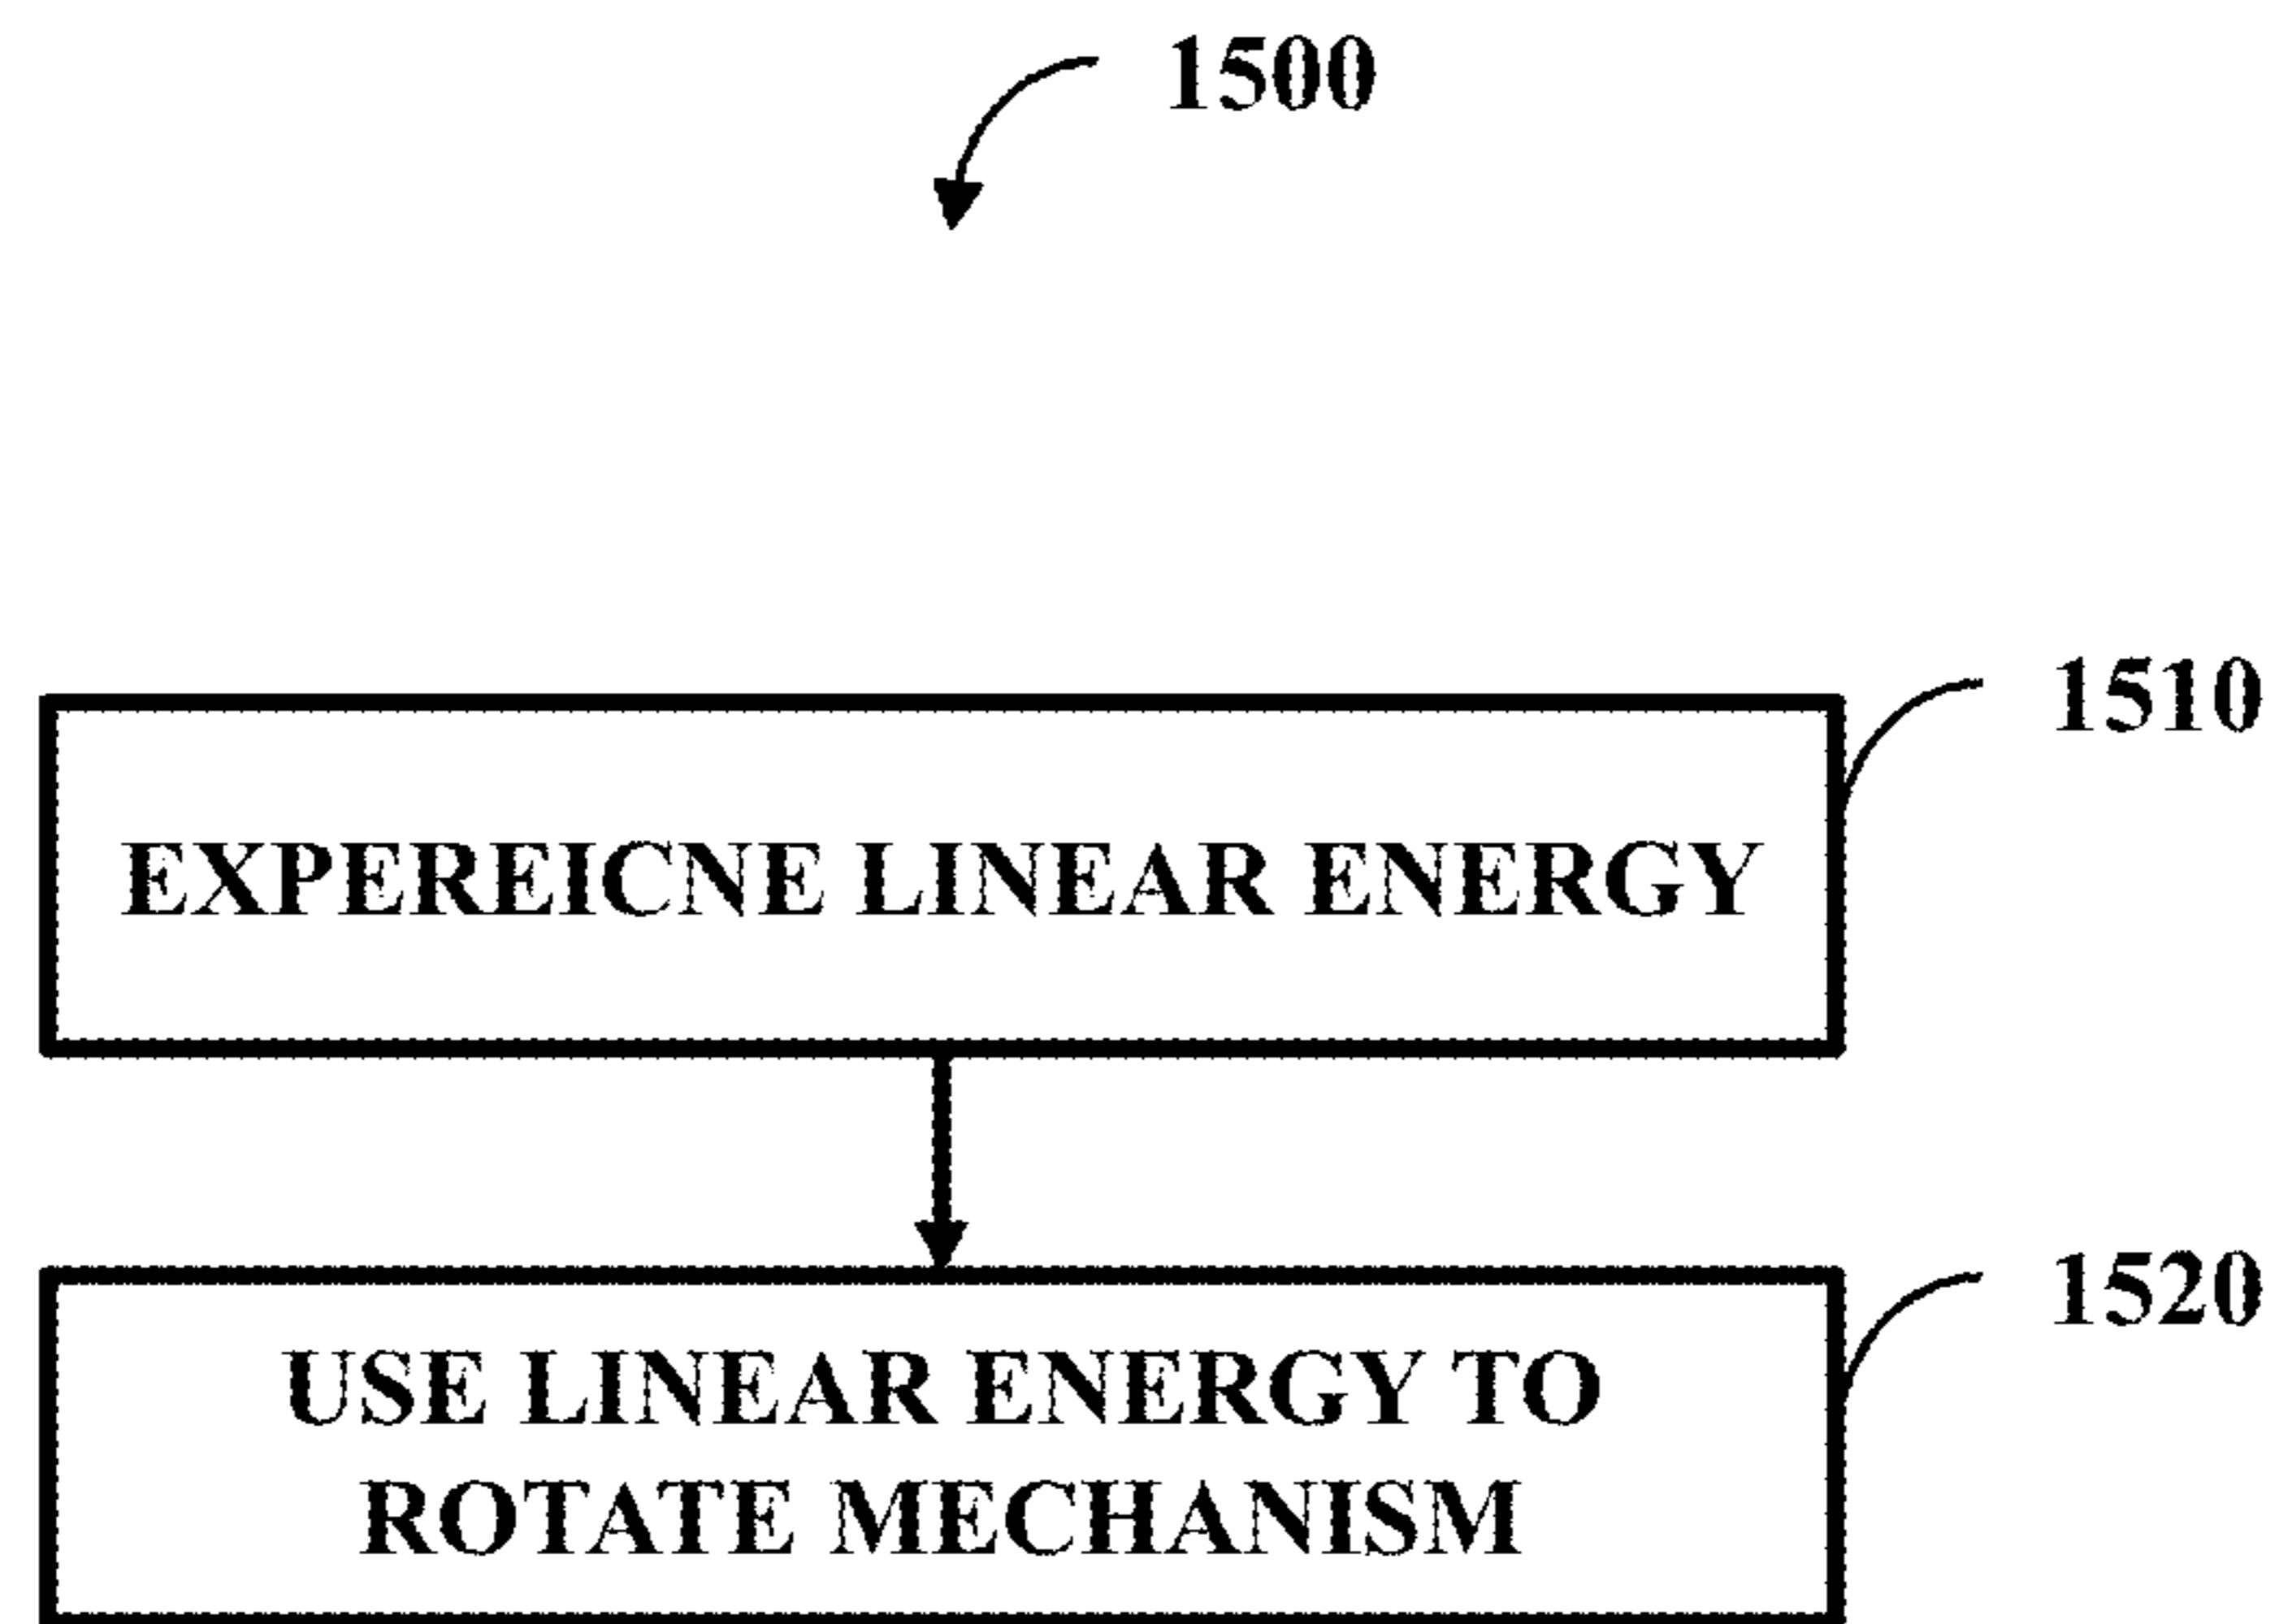 1500
1510
EXPEREICNE LINEAR ENERGY
1520
USE LINEAR ENERGY TO
ROTATE MECHANISM